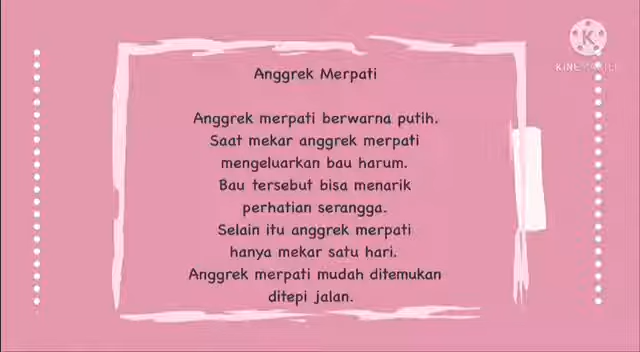 Anggrek Merpati
Anggrek merpati berwarna putih.
Saat mekar anggrek merpati
mengeluarkan bau harum.
Bau tersebut bisa menarik
perhatian serangga.
Selain itu anggrek merpati
hanya mekar satu hari.
Anggrek merpati mudah ditemukan
ditepi jalan.